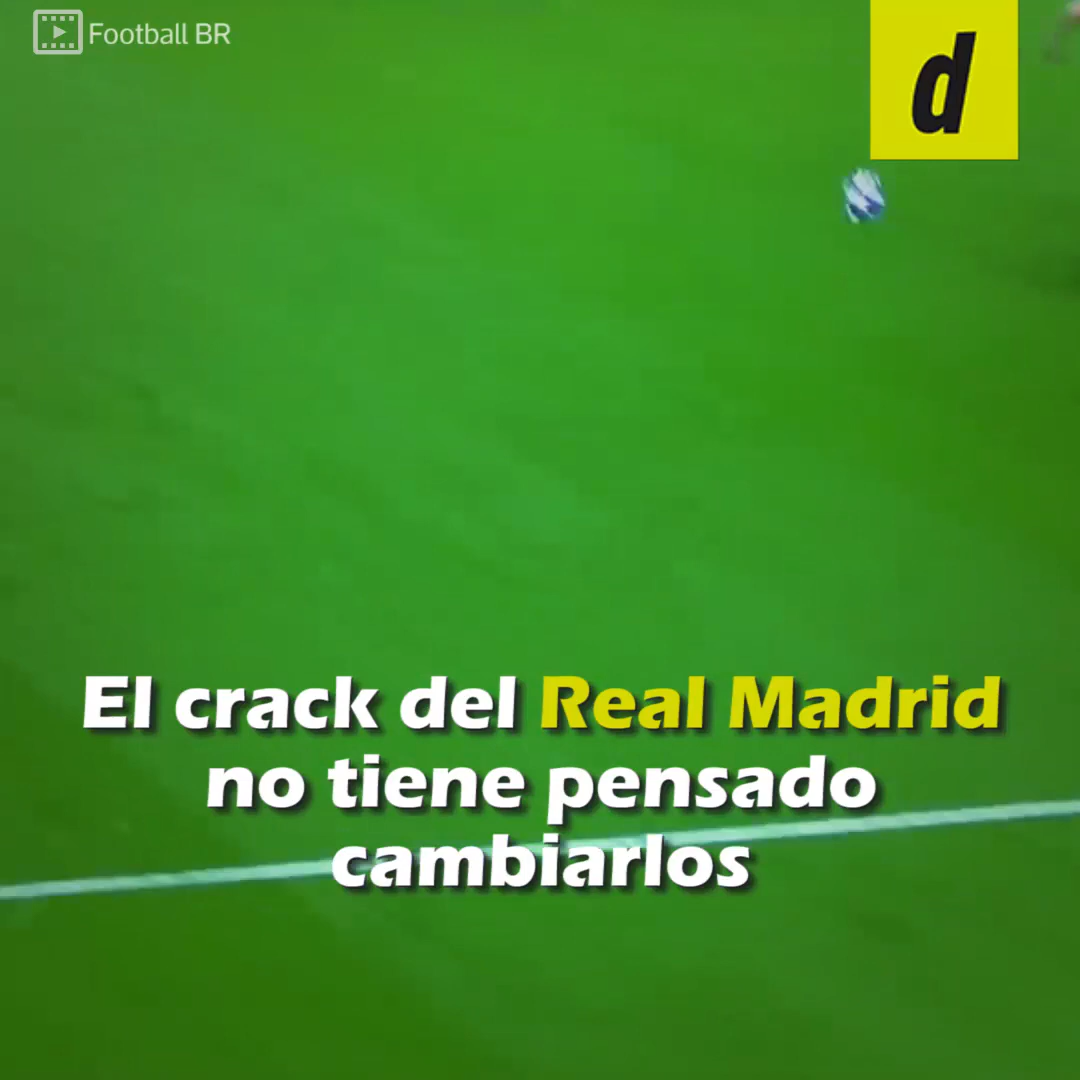 Football BR
d
El crack del Real Madrid
no tiene pensado
cambiarlos